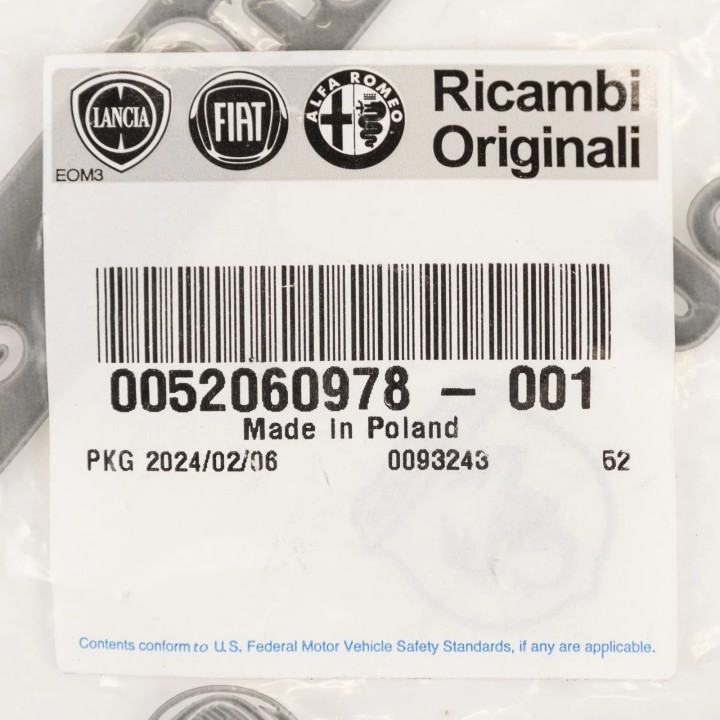 LANCIA
FIAT
ALFA ROMEO
Ricambi
Originali
EOM3
0052060978 - 001
Made in Poland
PKG 2024/02/06 0093243 52
Contents conform to U.S. Federal Motor Vehicle Safety Standards, if any are applicable.